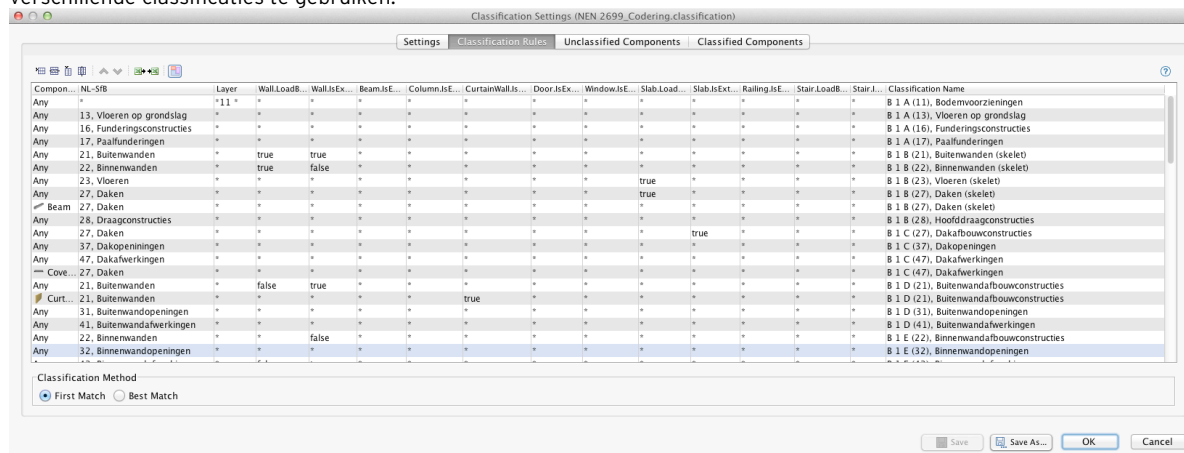 verschillende classificaties te gebruiken.
Classification Settings (NEN 2699_Codering.classification)
Settings Classification Rules Unclassified Components Classified Components
Compon... NL-SfB Layer Wall.LoadB... Wall.IsEx... Beam.IsE... Column.IsE... CurtainWall.Is... Door.IsEx... Window.IsE... Slab.Load... Slab.IsExt... Railing.IsE... Stair.LoadB... Stair.I... Classification Name
Any * *11 * * * * * * * * * * * * * B 1 A (11), Bodemvoorzieningen
Any 13, Vloeren op grondslag * * * * * * * * * * * * * B 1 A (13), Vloeren op grondslag
Any 16, Funderingsconstructies * * * * * * * * * * * * * B 1 A (16), Funderingsconstructies
Any 17, Paalfunderingen * * * * * * * * * * * * * B 1 A (17), Paalfunderingen
Any 21, Buitenwanden * true true * * * * * * * * * * B 1 B (21), Buitenwanden (skelet)
Any 22, Binnenwanden * true false * * * * * * * * * * B 1 B (22), Binnenwanden (skelet)
Any 23, Vloeren * * * * * * * * true * * * * B 1 B (23), Vloeren (skelet)
Any 27, Daken * * * * * * * * true * * * * B 1 B (27), Daken (skelet)
Beam 27, Daken * * * * * * * * * * * * * B 1 B (27), Daken (skelet)
Any 28, Draagconstructies * * * * * * * * * * * * * B 1 B (28), Hoofddraagconstructies
Any 27, Daken * * * * * * * * * true * * * B 1 C (27), Dakafbouwconstructies
Any 37, Dakopeniningen * * * * * * * * * * * * * B 1 C (37), Dakopeningen
Any 47, Dakafwerkingen * * * * * * * * * * * * * B 1 C (47), Dakafwerkingen
Cove... 27, Daken * * * * * * * * * * * * * B 1 C (47), Dakafwerkingen
Any 21, Buitenwanden * false true * * * * * * * * * * B 1 D (21), Buitenwandafbouwconstructies
Curt... 21, Buitenwanden * * * * * true * * * * * * * B 1 D (21), Buitenwandafbouwconstructies
Any 31, Buitenwandopeningen * * * * * * * * * * * * * B 1 D (31), Buitenwandopeningen
Any 41, Buitenwandafwerkingen * * * * * * * * * * * * * B 1 D (41), Buitenwandafwerkingen
Any 22, Binnenwanden * * false * * * * * * * * * * B 1 E (22), Binnenwandafbouwconstructies
Any 32, Binnenwandopeningen * * * * * * * * * * * * * B 1 E (32), Binnenwandopeningen
Classification Method
First Match Best Match
Save Save As... OK Cancel